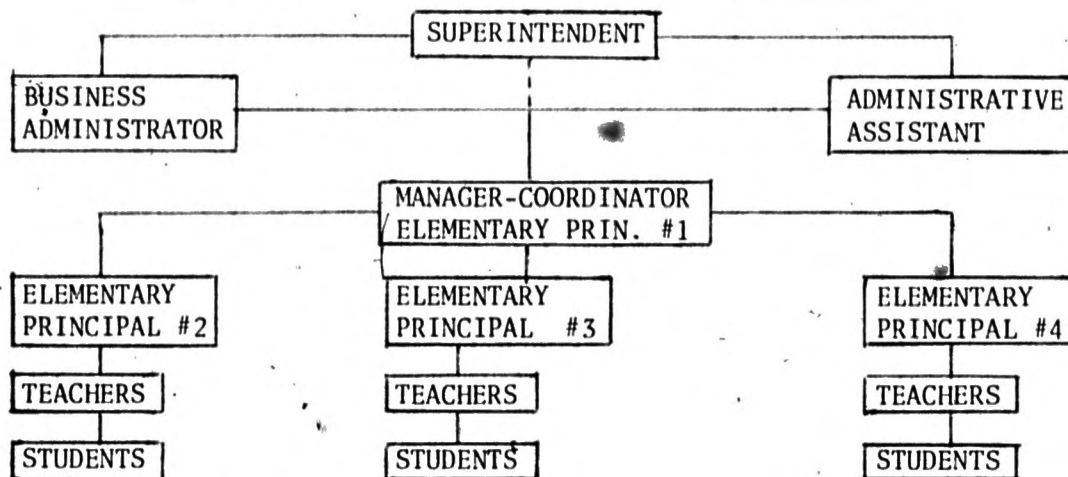 SUPERINTENDENT
BUSINESS
ADMINISTRATOR
ADMINISTRATIVE
ASSISTANT
MANAGER-COORDINATOR
ELEMENTARY PRIN. #1
ELEMENTARY
PRINCIPAL #2
ELEMENTARY
PRINCIPAL #3
ELEMENTARY
PRINCIPAL #4
TEACHERS
TEACHERS
TEACHERS
STUDENTS
STUDENTS
STUDENTS